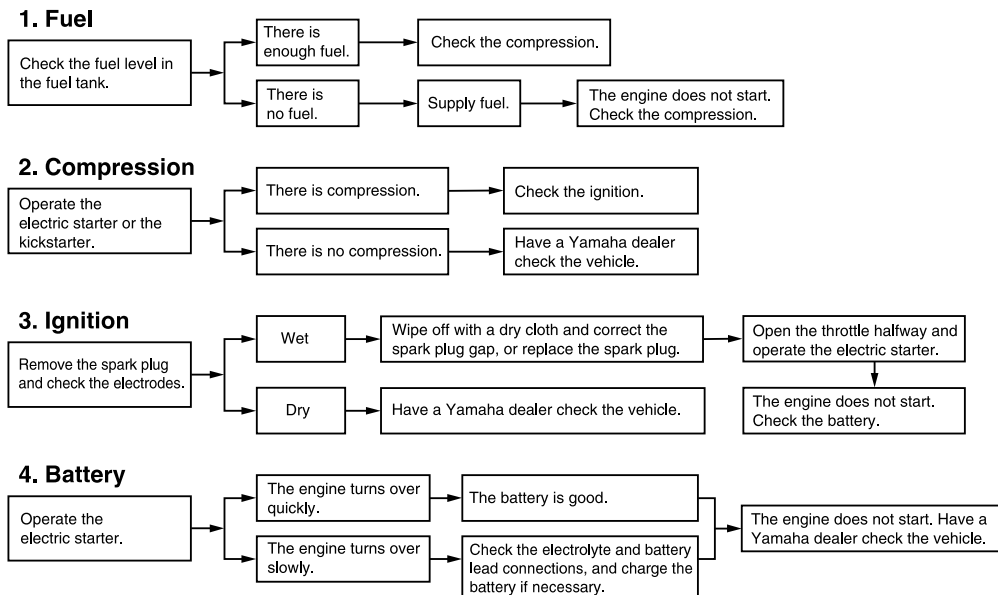 1. Fuel
Check the fuel level in
the fuel tank.
There is
enough fuel.
Check the compression.
There is
no fuel.
Supply fuel.
The engine does not start.
Check the compression.
2. Compression
Operate the
electric starter or the
kickstarter.
There is compression.
Check the ignition.
There is no compression.
Have a Yamaha dealer
check the vehicle.
3. Ignition
Remove the spark plug
and check the electrodes.
Wet
Wipe off with a dry cloth and correct the
spark plug gap, or replace the spark plug.
Open the throttle halfway and
operate the electric starter.
Dry
Have a Yamaha dealer check the vehicle.
The engine does not start.
Check the battery.
4. Battery
Operate the
electric starter.
The engine turns over
quickly.
The battery is good.
The engine turns over
slowly.
Check the electrolyte and battery
lead connections, and charge the
battery if necessary.
The engine does not start. Have a
Yamaha dealer check the vehicle.